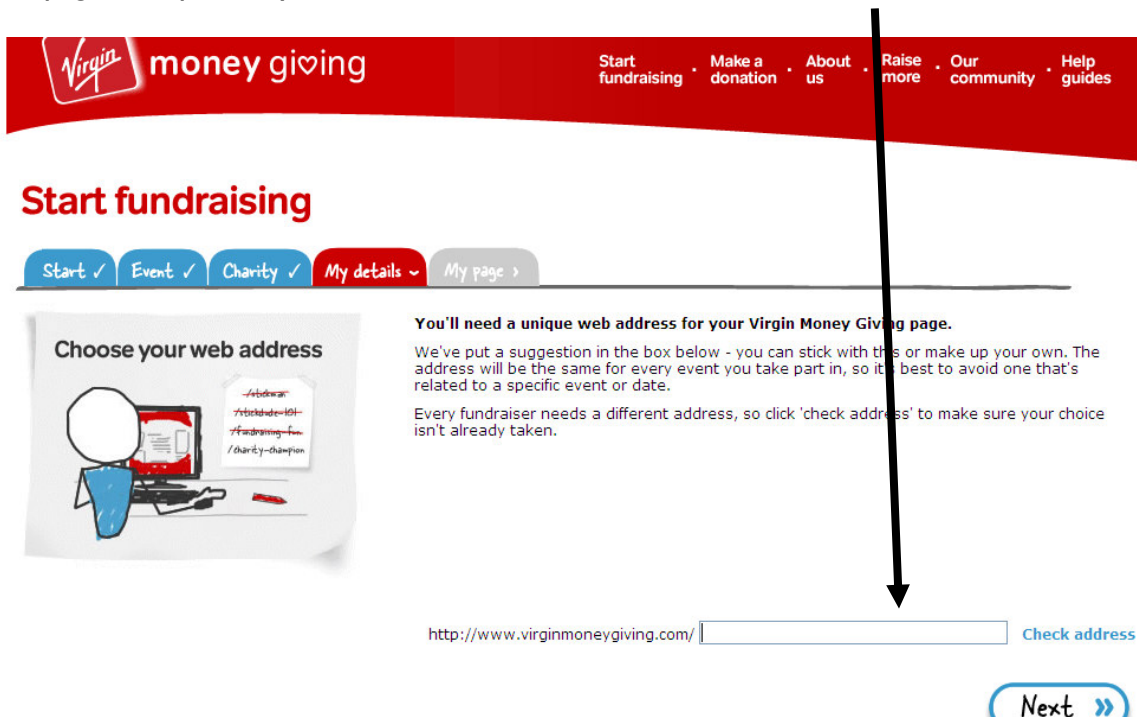 Virgin money giving
Start fundraising . Make a donation . About us . Raise more . Our community . Help guides
Start fundraising
Start ✓ Event ✓ Charity ✓ My details My page ›
Choose your web address
/stickman
/stickdude-101
/fundraising-fun
/charity-champion
You'll need a unique web address for your Virgin Money Giving page.
We've put a suggestion in the box below - you can stick with this or make up your own. The
address will be the same for every event you take part in, so it's best to avoid one that's
related to a specific event or date.
Every fundraiser needs a different address, so click 'check address' to make sure your choice
isn't already taken.
http://www.virginmoneygiving.com/ Check address
Next »